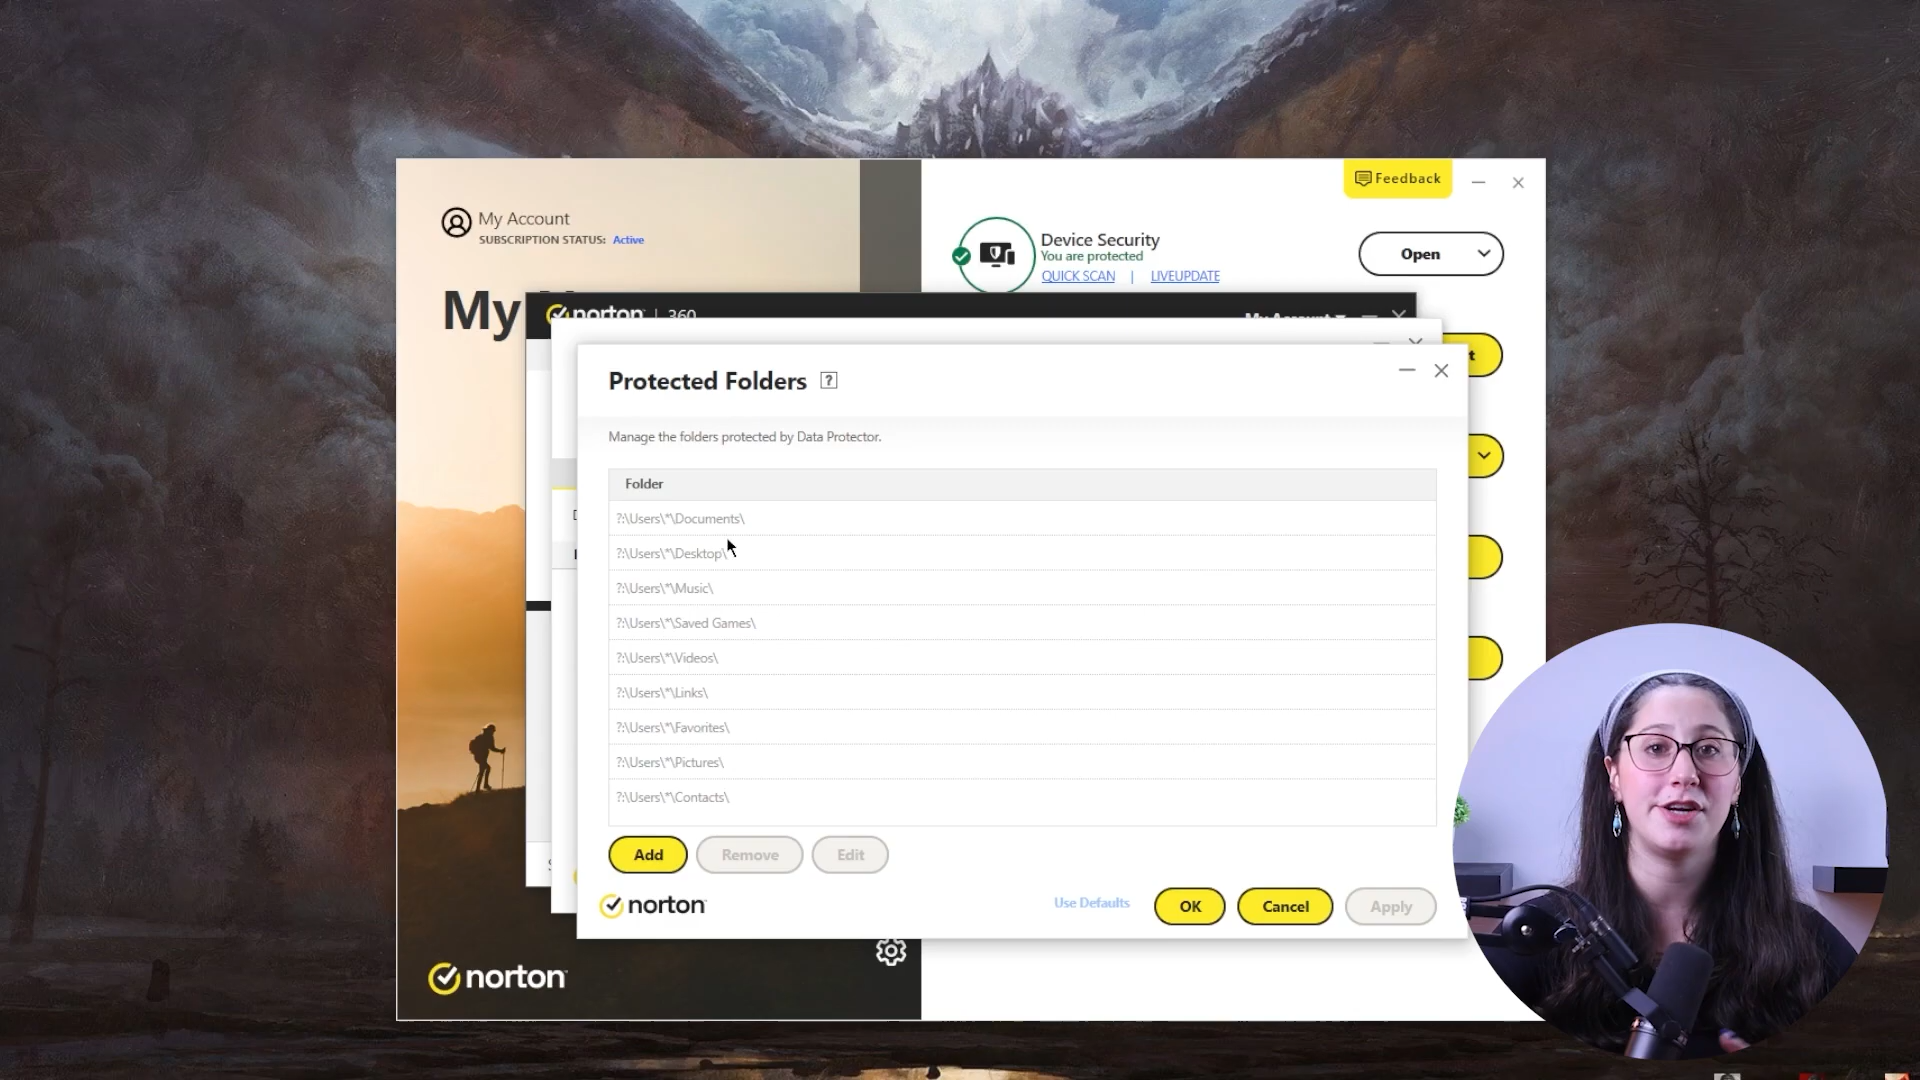 Feedback
My Account
SUBSCRIPTION STATUS: Active
Device Security
You are protected
QUICK SCAN | LIVEUPDATE
Open
My
norton | 360
My Account
Protected Folders ?
Manage the folders protected by Data Protector.
Folder
?:\Users\*\Documents\
?:\Users\*\Desktop\
?:\Users\*\Music\
?:\Users\*\Saved Games\
?:\Users\*\Videos\
?:\Users\*\Links\
?:\Users\*\Favorites\
?:\Users\*\Pictures\
?:\Users\*\Contacts\
Add
Remove
Edit
norton
Use Defaults
OK
Cancel
Apply
norton